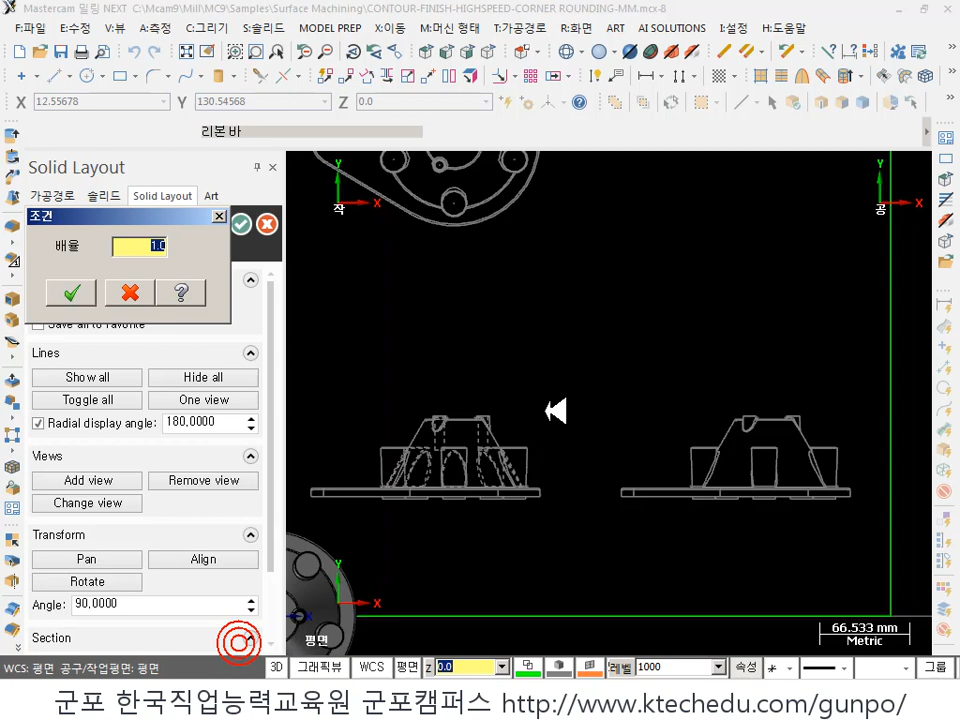 Mastercam 밀링 NEXT  C:\Mcam9\Mill\MC9\Samples\Surface Machining\CONTOUR-FINISH-HIGHSPEED-CORNER ROUNDING-MM.mcx-8
F:파일 E:수정 V:뷰 A:측정 C:그리기 S:솔리드 MODEL PREP X:이동 M:머신 형태 T:가공경로 R:화면 ART AI SOLUTIONS I:설정 H:도움말
X 12.55678 Y 130.54568 Z 0.0
리본 바
Solid Layout
가공경로 솔리드 Solid Layout Art
조건
배율 1.0
Save all to favorite
Lines
Show all Hide all
Toggle all One view
Radial display angle: 180,0000
Views
Add view Remove view
Change view
Transform
Pan Align
Rotate
Angle: 90,0000
Section
Y X 작
Y X 공
Y X X 평면
66.533 mm
Metric
WCS: 평면 공구/작업평면: 평면 3D 그래픽뷰 WCS 평면 Z 0.0 레벨 1000 속성 그룹
군포 한국직업능력교육원 군포캠퍼스 http://www.ktechedu.com/gunpo/